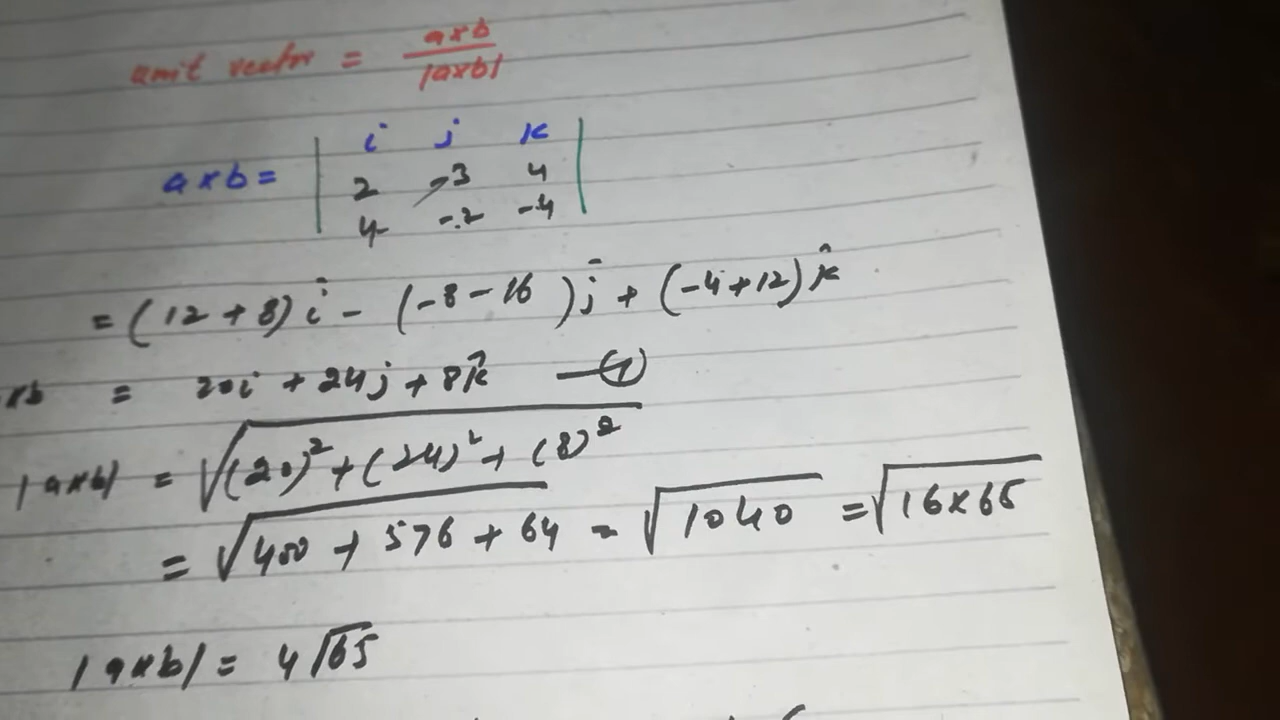 unit vector = a×b / |a×b|
a×b = | i j k |
| 2 -3 4 |
| 4 -2 -4 |
= (12 + 8) i - (-8 - 16) j + (-4 + 12) k̂
×b = 20i + 24j + 8k̂ — (1)
|a×b| = √((20)² + (24)² + (8)²)
= √(400 + 576 + 64) = √1040 = √(16×65)
|a×b| = 4√65